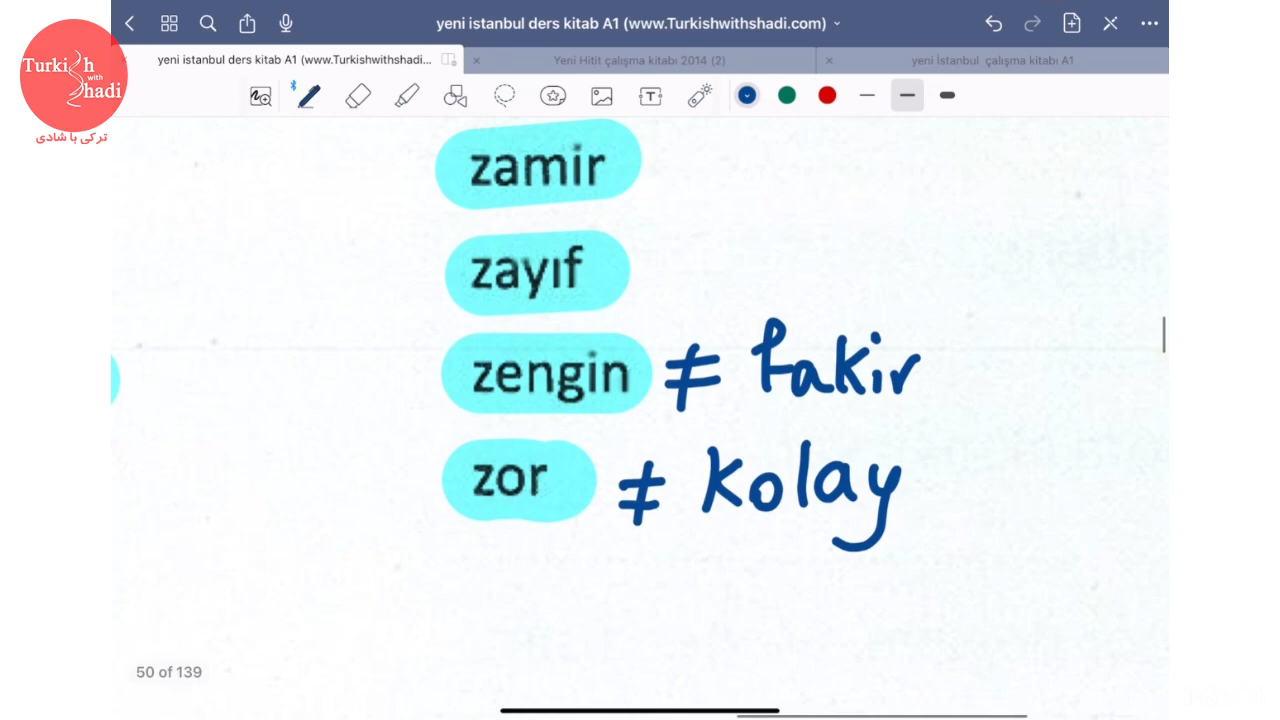 yeni istanbul ders kitab A1 (www.Turkishwithshadi.com)
yeni istanbul ders kitab A1 (www.Turkishwithshadi...
Yeni Hitit çalışma kitabı 2014 (2)
yeni İstanbul çalışma kitabı A1
Turkish
with
Shadi
ترکی با شادی
zamir
zayıf
zengin ≠ fakir
zor ≠ kolay
50 of 139